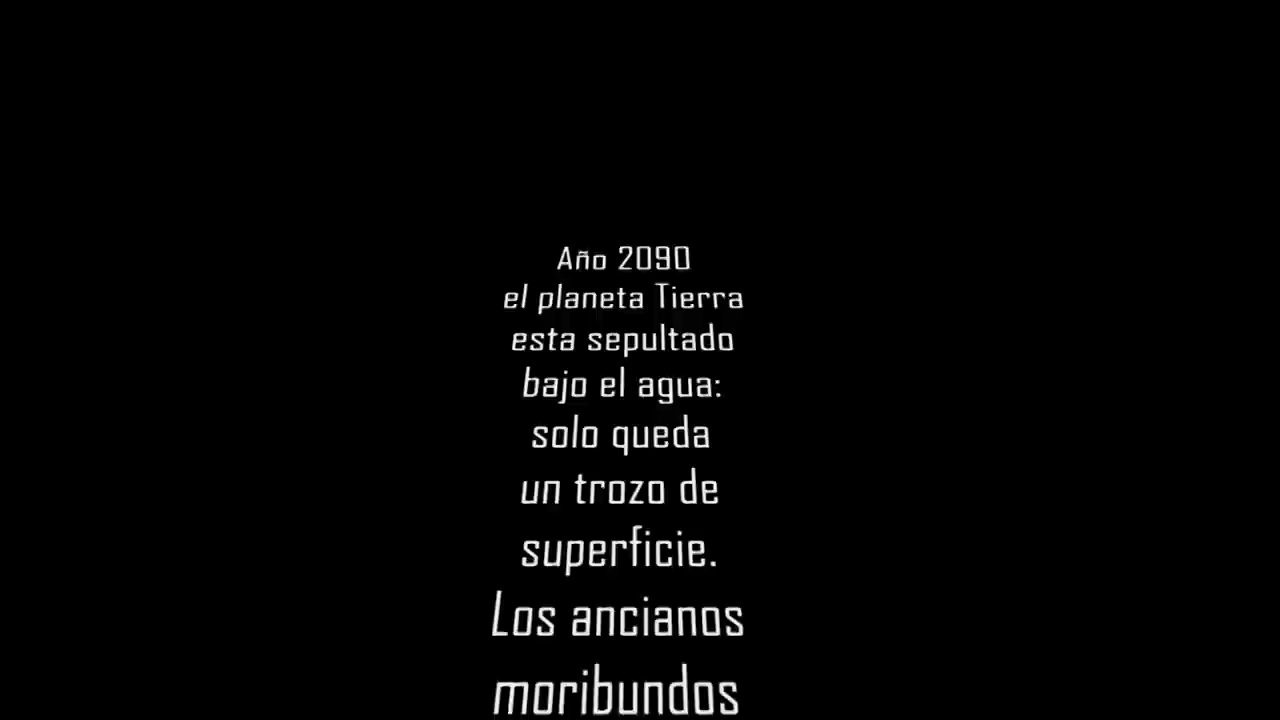 Año 2090
el planeta Tierra
esta sepultado
bajo el agua:
solo queda
un trozo de
superficie.
Los ancianos
moribundos